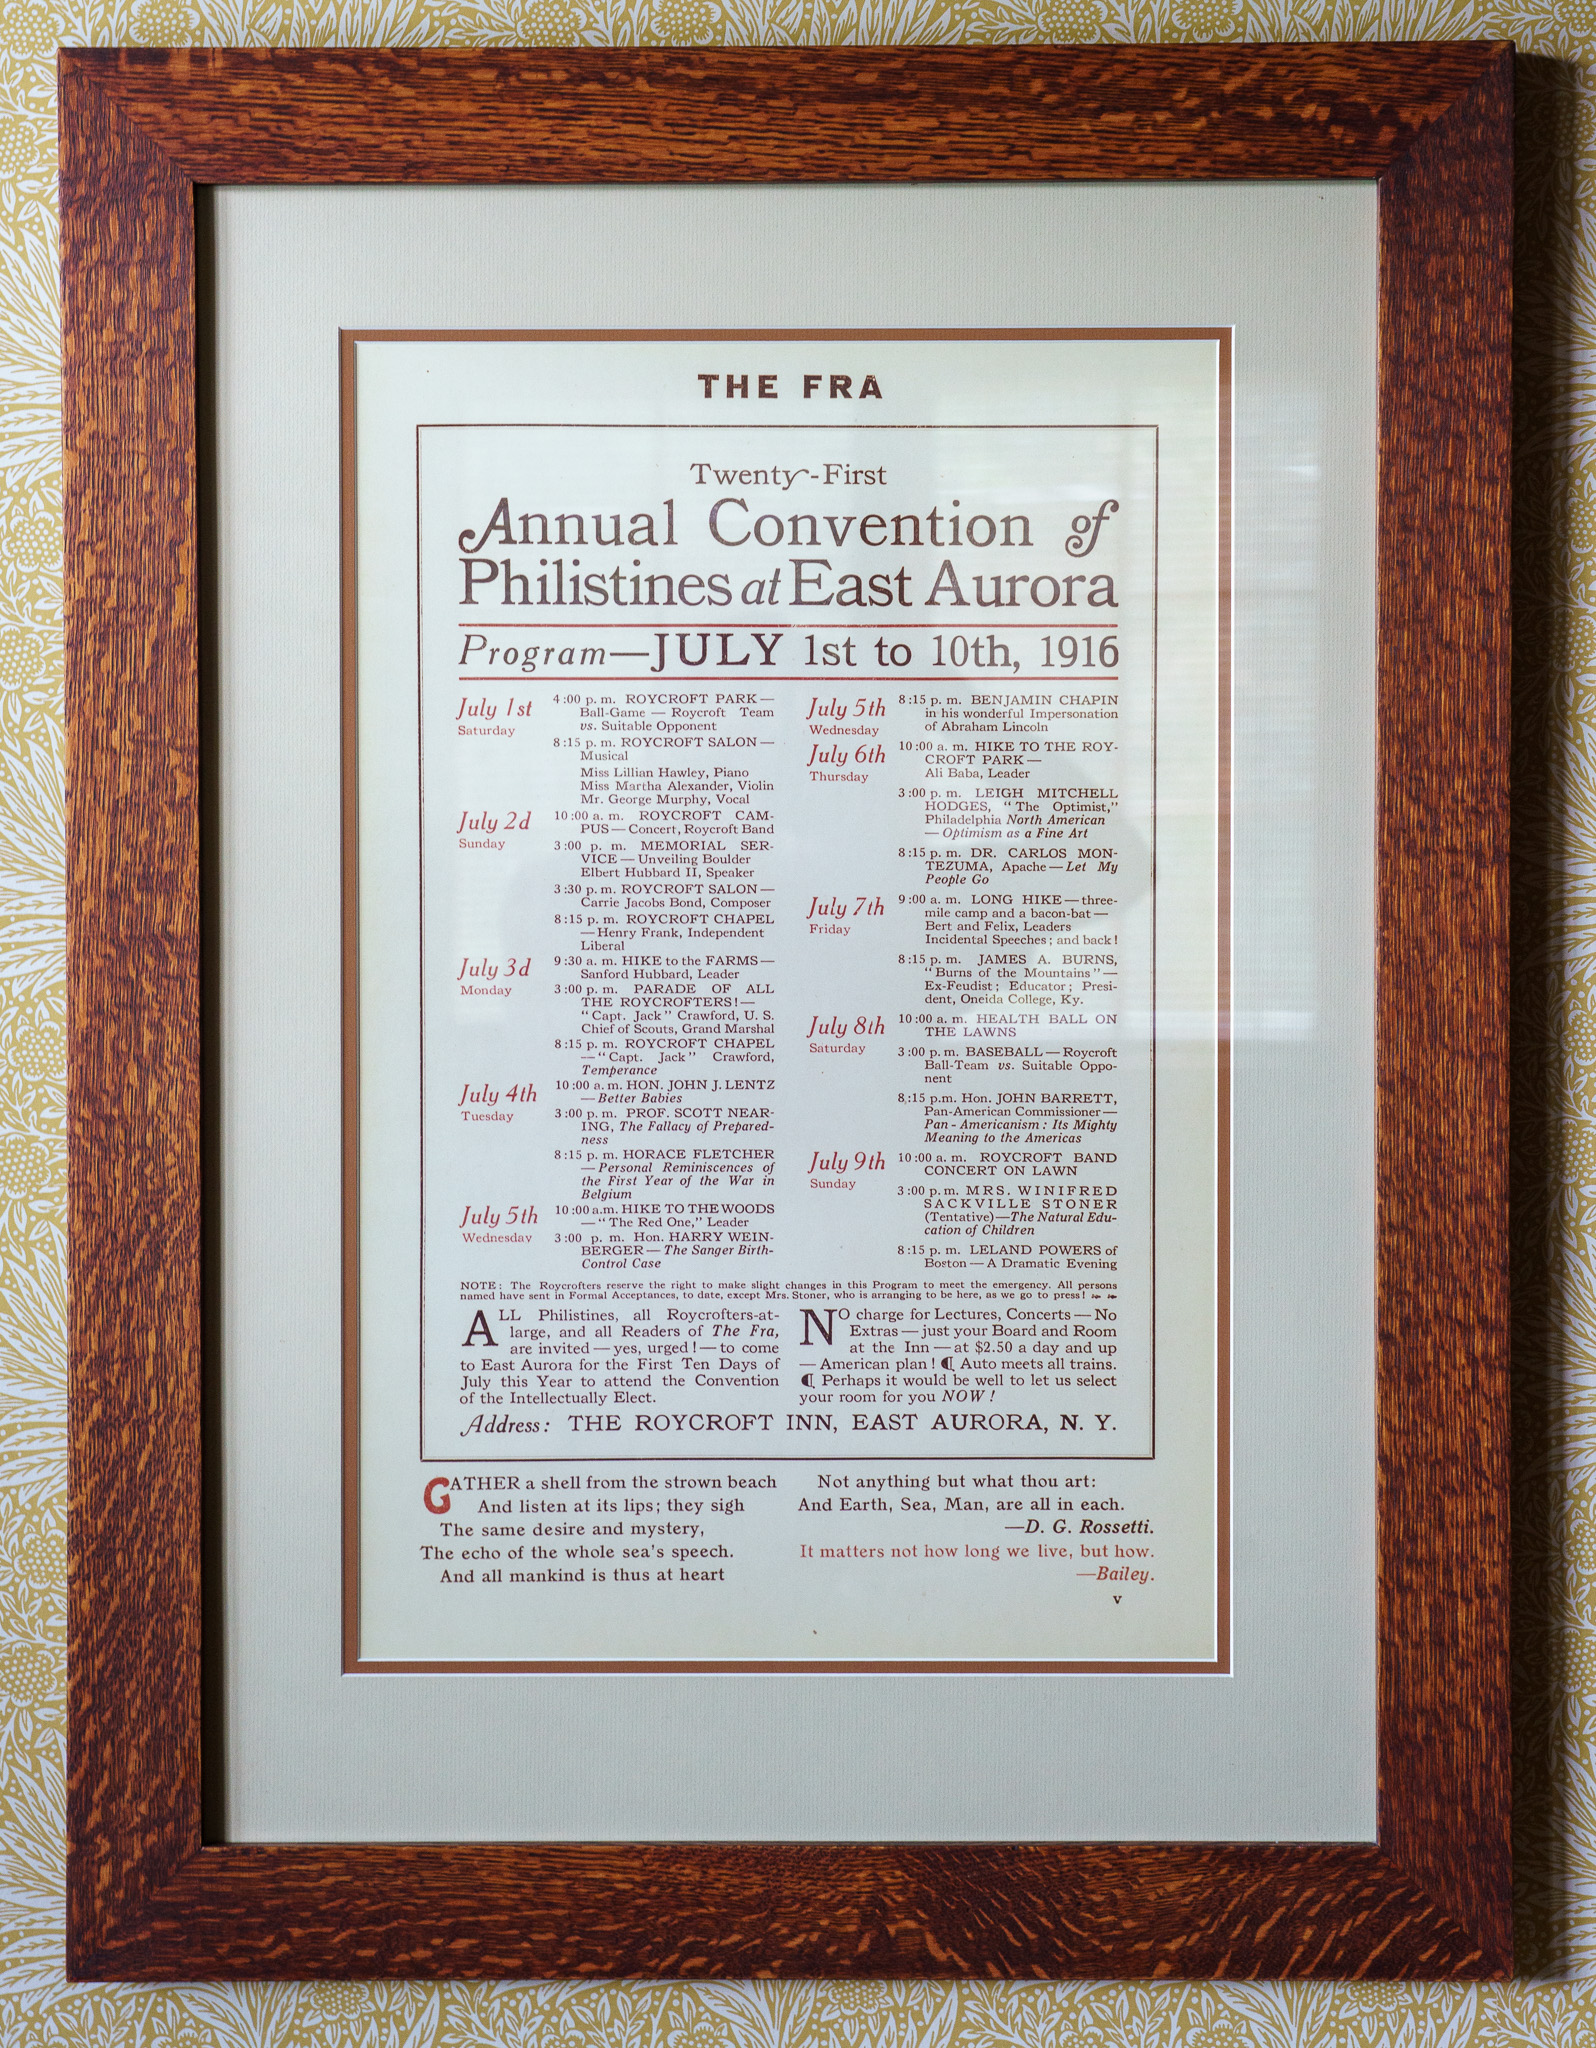 THE FRA
Twenty-First
Annual Convention of
Philistines at East Aurora
Program—JULY 1st to 10th, 1916
July 1st
Saturday
4:00 p. m. ROYCROFT PARK—
Ball-Game — Roycroft Team
vs. Suitable Opponent
8:15 p. m. ROYCROFT SALON—
Musical
Miss Lillian Hawley, Piano
Miss Martha Alexander, Violin
Mr. George Murphy, Vocal
July 2d
Sunday
10:00 a. m. ROYCROFT CAM-
PUS—Concert, Roycroft Band
3:00 p. m. MEMORIAL SER-
VICE — Unveiling Boulder
Elbert Hubbard II, Speaker
3:30 p. m. ROYCROFT SALON—
Carrie Jacobs Bond, Composer
8:15 p. m. ROYCROFT CHAPEL
—Henry Frank, Independent
Liberal
July 3d
Monday
9:30 a. m. HIKE to the FARMS—
Sanford Hubbard, Leader
3:00 p. m. PARADE OF ALL
THE ROYCROFTERS!—
"Capt. Jack" Crawford, U. S.
Chief of Scouts, Grand Marshal
8:15 p. m. ROYCROFT CHAPEL
—"Capt. Jack" Crawford,
Temperance
July 4th
Tuesday
10:00 a. m. HON. JOHN J. LENTZ
—Better Babies
3:00 p. m. PROF. SCOTT NEAR-
ING, The Fallacy of Prepared-
ness
8:15 p. m. HORACE FLETCHER
—Personal Reminiscences of
the First Year of the War in
Belgium
July 5th
Wednesday
10:00 a.m. HIKE TO THE WOODS
—"The Red One," Leader
3:00 p. m. Hon. HARRY WEIN-
BERGER—The Sanger Birth-
Control Case
July 5th
Wednesday
8:15 p. m. BENJAMIN CHAPIN
in his wonderful Impersonation
of Abraham Lincoln
July 6th
Thursday
10:00 a. m. HIKE TO THE ROY-
CROFT PARK—
Ali Baba, Leader
3:00 p. m. LEIGH MITCHELL
HODGES, "The Optimist,"
Philadelphia North American
—Optimism as a Fine Art
8:15 p. m. DR. CARLOS MON-
TEZUMA, Apache—Let My
People Go
July 7th
Friday
9:00 a. m. LONG HIKE—three-
mile camp and a bacon-bat—
Bert and Felix, Leaders
Incidental Speeches; and back!
8:15 p. m. JAMES A. BURNS,
"Burns of the Mountains"—
Ex-Feudist; Educator; Presi-
dent, Oneida College, Ky.
July 8th
Saturday
10:00 a. m. HEALTH BALL ON
THE LAWNS
3:00 p. m. BASEBALL—Roycroft
Ball-Team vs. Suitable Oppo-
nent
8;15 p.m. Hon. JOHN BARRETT,
Pan-American Commissioner—
Pan-Americanism: Its Mighty
Meaning to the Americas
July 9th
Sunday
10:00 a. m. ROYCROFT BAND
CONCERT ON LAWN
3:00 p. m. MRS. WINIFRED
SACKVILLE STONER
(Tentative)—The Natural Edu-
cation of Children
8:15 p. m. LELAND POWERS of
Boston—A Dramatic Evening
NOTE: The Roycrofters reserve the right to make slight changes in this Program to meet the emergency. All persons
named have sent in Formal Acceptances, to date, except Mrs. Stoner, who is arranging to be here, as we go to press!
ALL Philistines, all Roycrofters-at-
large, and all Readers of The Fra,
are invited—yes, urged!—to come
to East Aurora for the First Ten Days of
July this Year to attend the Convention
of the Intellectually Elect.
NO charge for Lectures, Concerts—No
Extras—just your Board and Room
at the Inn—at $2.50 a day and up
—American plan! ¶ Auto meets all trains.
¶ Perhaps it would be well to let us select
your room for you NOW!
Address: THE ROYCROFT INN, EAST AURORA, N. Y.
GATHER a shell from the strown beach
And listen at its lips; they sigh
The same desire and mystery,
The echo of the whole sea's speech.
And all mankind is thus at heart
Not anything but what thou art:
And Earth, Sea, Man, are all in each.
—D. G. Rossetti.
It matters not how long we live, but how.
—Bailey.
v